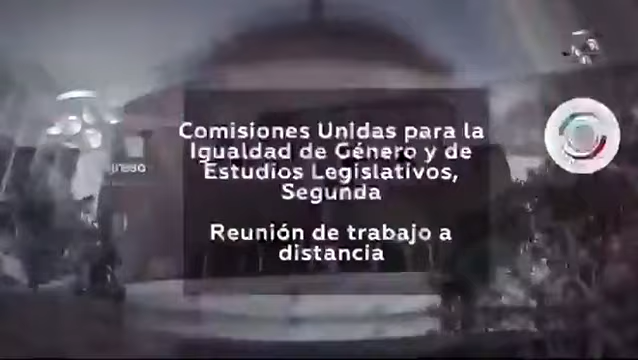 Comisiones Unidas para la
Igualdad de Género y de
Estudios Legislativos,
Segunda
Reunión de trabajo a
distancia